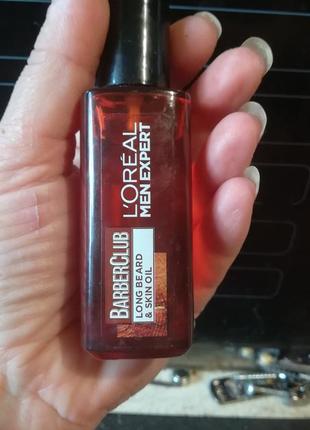 L'ORÉAL
MEN EXPERT
BARBERCLUB
LONG BEARD
& SKIN OIL